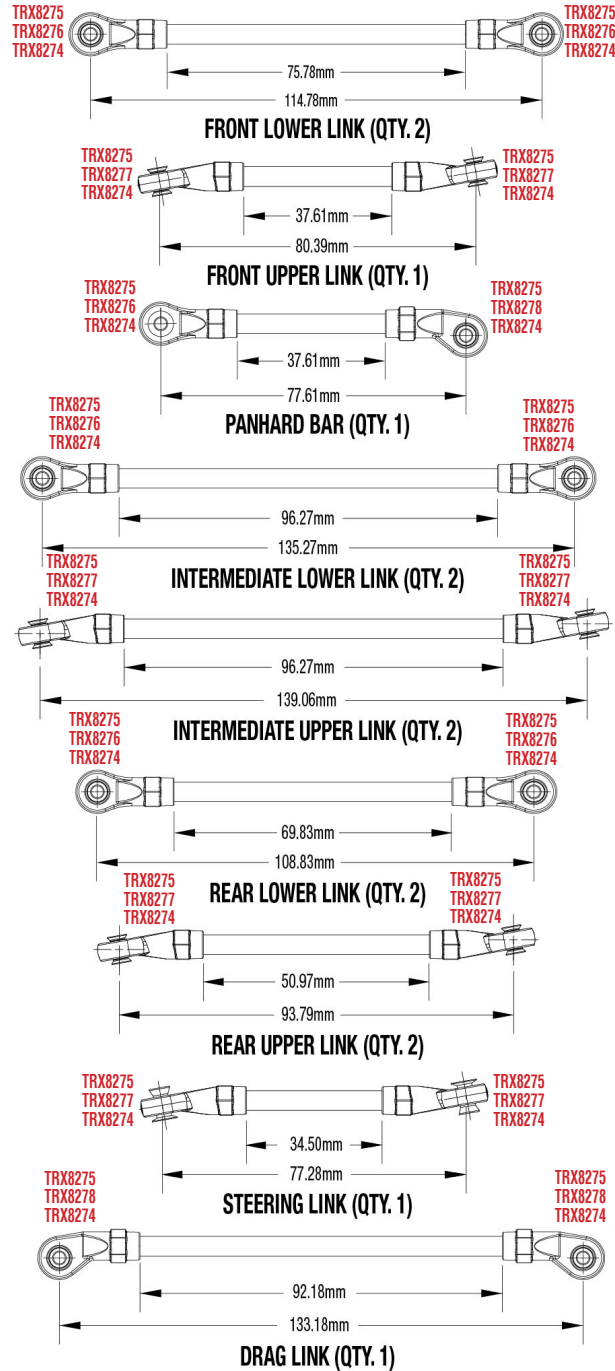 TRX8275 TRX8275
TRX8276 TRX8276
TRX8274 TRX8274
75.78mm
114.78mm
FRONT LOWER LINK (QTY. 2)
TRX8275 TRX8275
TRX8277 TRX8277
TRX8274 TRX8274
37.61mm
80.39mm
FRONT UPPER LINK (QTY. 1)
TRX8275 TRX8275
TRX8276 TRX8278
TRX8274 TRX8274
37.61mm
77.61mm
PANHARD BAR (QTY. 1)
TRX8275 TRX8275
TRX8276 TRX8276
TRX8274 TRX8274
96.27mm
135.27mm
INTERMEDIATE LOWER LINK (QTY. 2)
TRX8275 TRX8275
TRX8277 TRX8277
TRX8274 TRX8274
96.27mm
139.06mm
INTERMEDIATE UPPER LINK (QTY. 2)
TRX8275 TRX8275
TRX8276 TRX8276
TRX8274 TRX8274
69.83mm
108.83mm
REAR LOWER LINK (QTY. 2)
TRX8275 TRX8275
TRX8277 TRX8277
TRX8274 TRX8274
50.97mm
93.79mm
REAR UPPER LINK (QTY. 2)
TRX8275 TRX8275
TRX8277 TRX8277
TRX8274 TRX8274
34.50mm
77.28mm
STEERING LINK (QTY. 1)
TRX8275 TRX8275
TRX8278 TRX8278
TRX8274 TRX8274
92.18mm
133.18mm
DRAG LINK (QTY. 1)